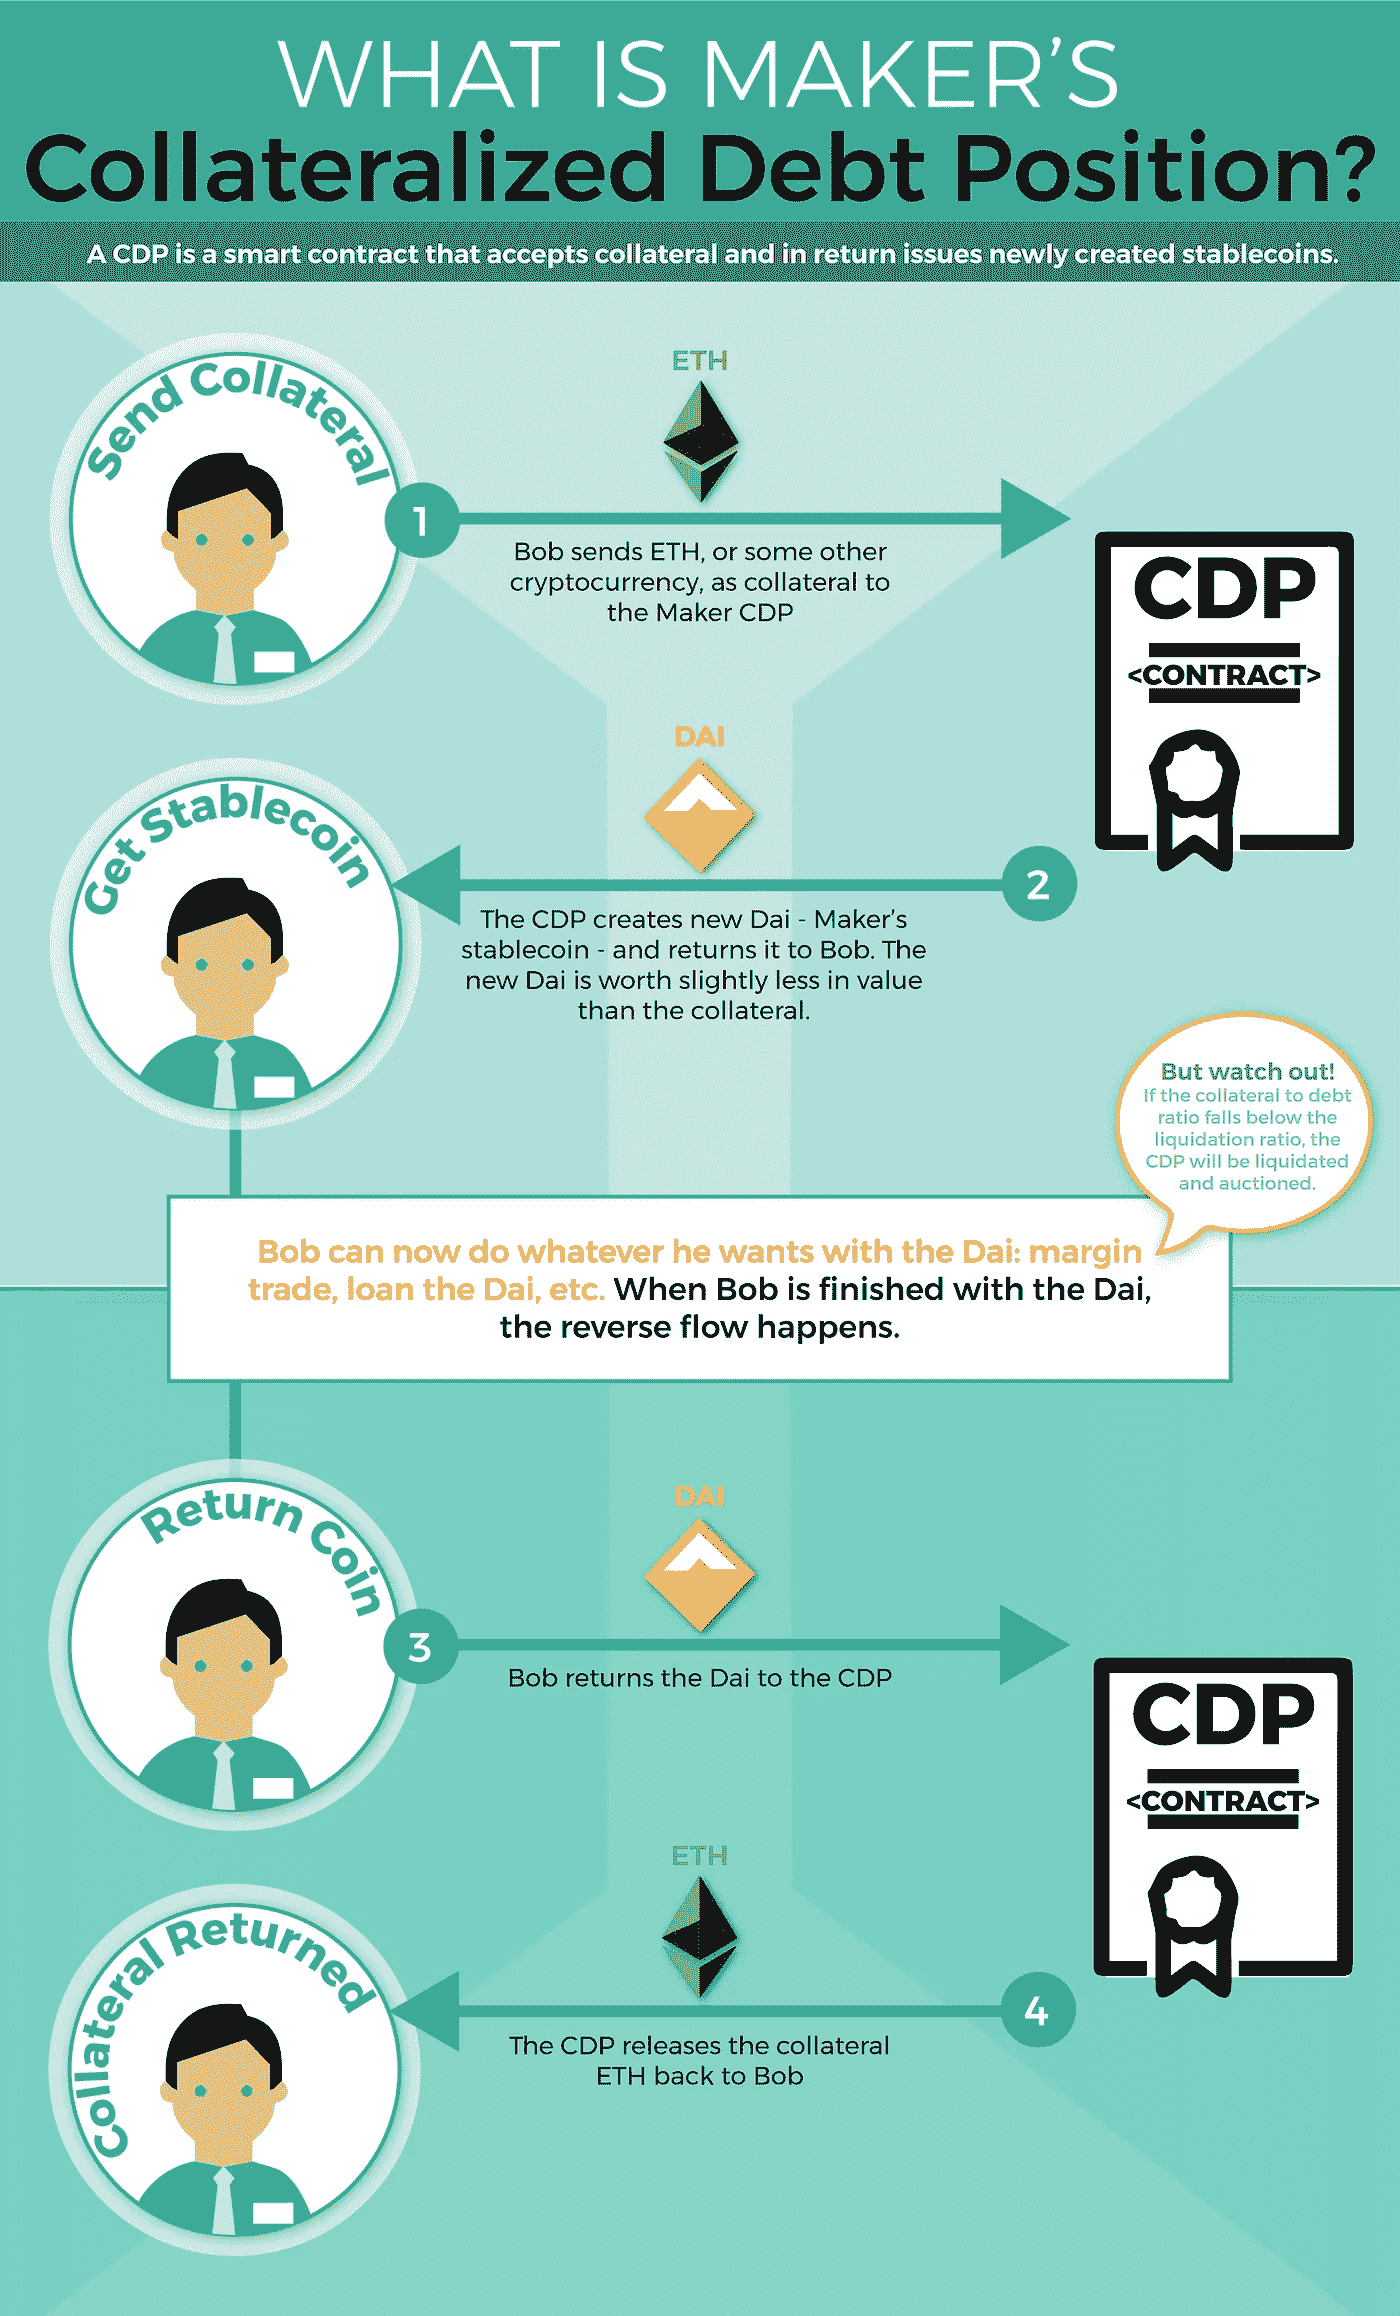 WHAT IS MAKER'S
Collateralized Debt Position?
A CDP is a smart contract that accepts collateral and in return issues newly created stablecoins.
Send Collateral
ETH
1
Bob sends ETH, or some other
cryptocurrency, as collateral to
the Maker CDP
CDP
<CONTRACT>
DAI
Get Stablecoin
2
The CDP creates new Dai - Maker's
stablecoin - and returns it to Bob. The
new Dai is worth slightly less in value
than the collateral.
But watch out!
If the collateral to debt
ratio falls below the
liquidation ratio, the
CDP will be liquidated
and auctioned.
Bob can now do whatever he wants with the Dai: margin
trade, loan the Dai, etc. When Bob is finished with the Dai,
the reverse flow happens.
Return Coin
DAI
3
Bob returns the Dai to the CDP
CDP
<CONTRACT>
ETH
Collateral Returned
4
The CDP releases the collateral
ETH back to Bob